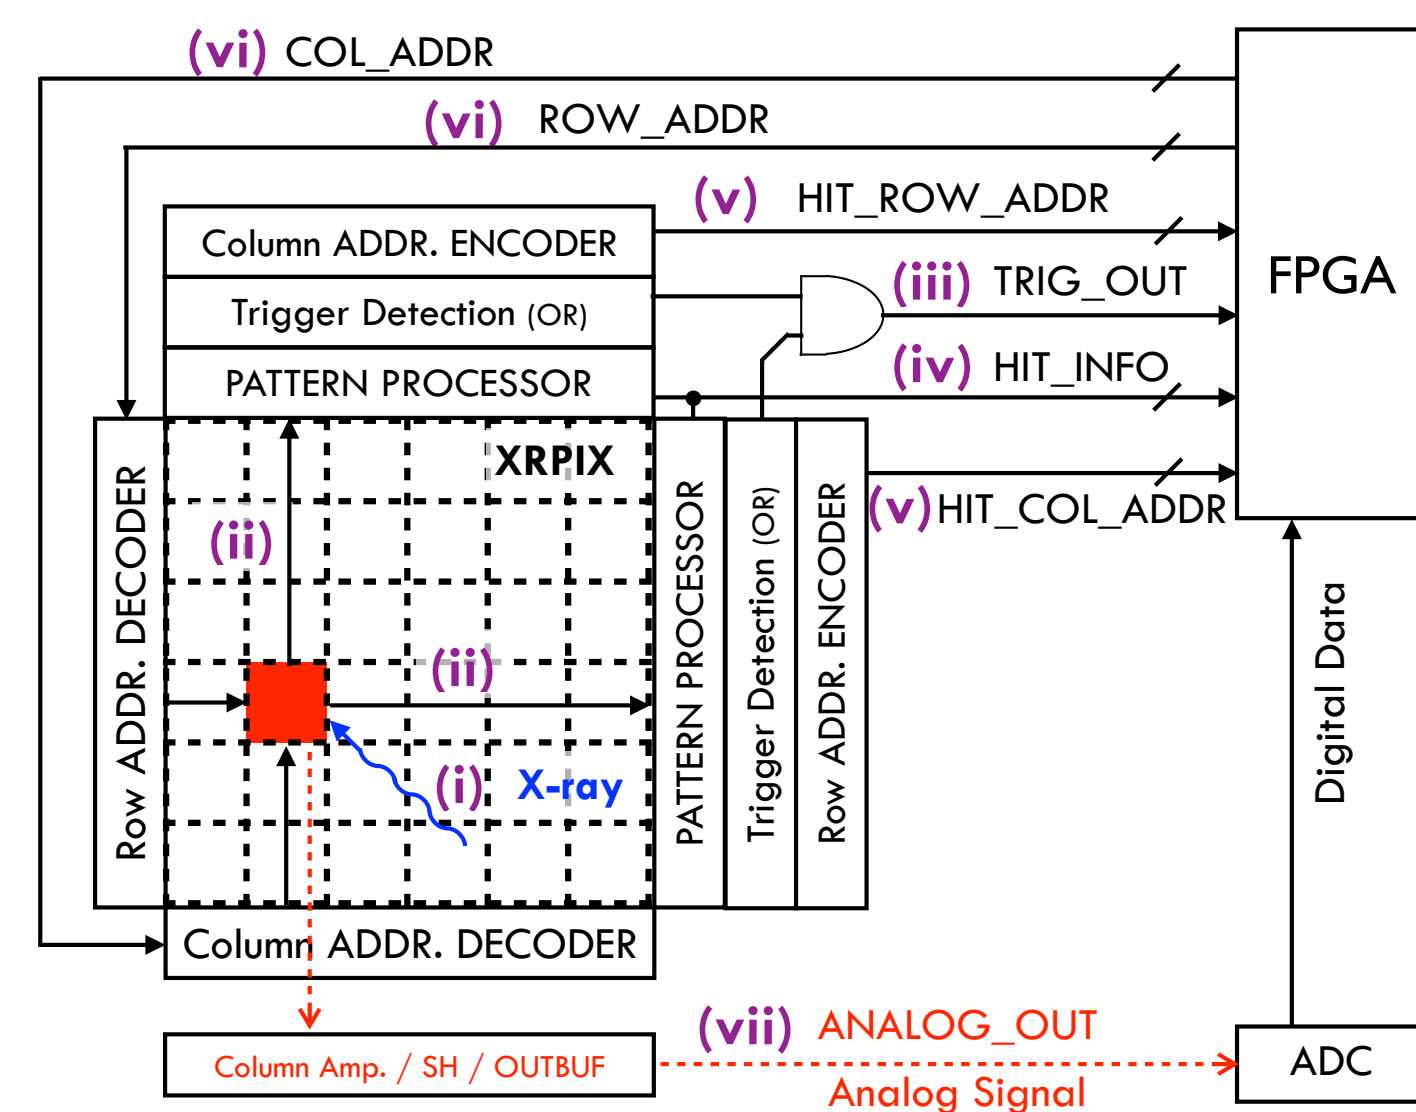 (vi) COL_ADDR
(vi) ROW_ADDR
(v) HIT_ROW_ADDR
Column ADDR. ENCODER
(iii) TRIG_OUT
FPGA
Trigger Detection (OR)
(iv) HIT_INFO
PATTERN PROCESSOR
XRPIX
(v) HIT_COL_ADDR
(ii)
Row ADDR. DECODER
PATTERN PROCESSOR
Trigger Detection (OR)
Row ADDR. ENCODER
Digital Data
(ii)
(i) X-ray
Column ADDR. DECODER
(vii) ANALOG_OUT
Column Amp. / SH / OUTBUF
ADC
Analog Signal